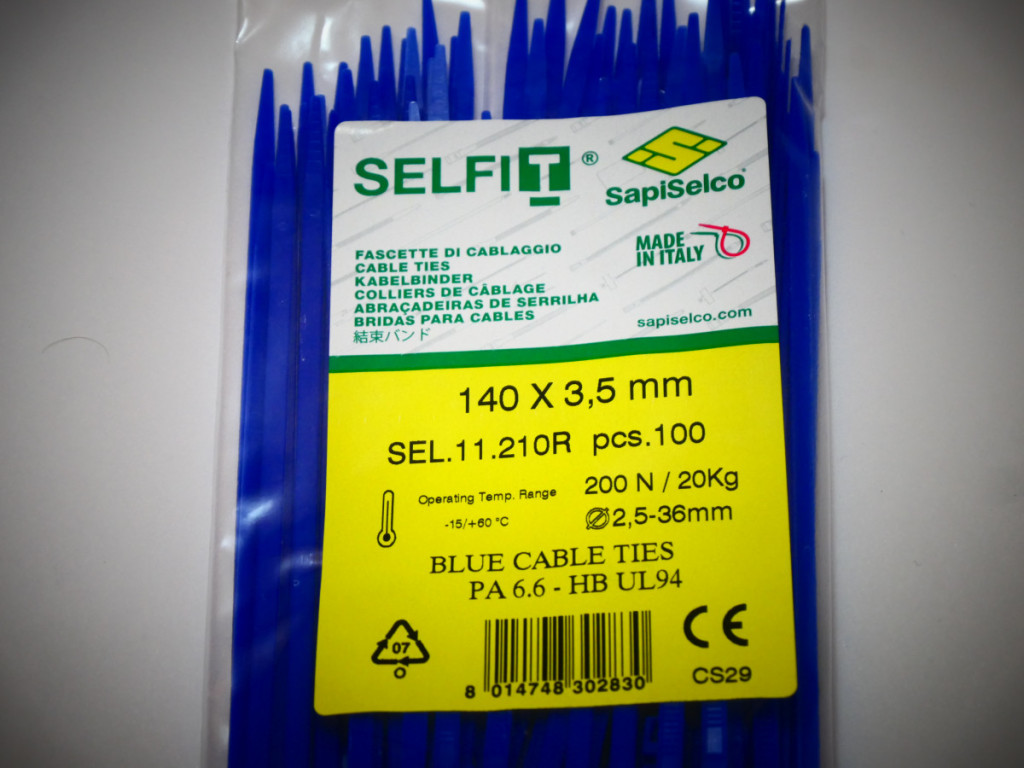 SELFIT®
SapiSelco®
MADE
IN ITALY
FASCETTE DI CABLAGGIO
CABLE TIES
KABELBINDER
COLLIERS DE CÂBLAGE
ABRAÇADEIRAS DE SERRILHA
BRIDAS PARA CABLES
結束バンド
sapiselco.com
140 X 3,5 mm
SEL.11.210R pcs.100
Operating Temp. Range
-15/+60 °C
200 N / 20Kg
Ø 2,5-36mm
BLUE CABLE TIES
PA 6.6 - HB UL94
07
O
8 014748 302830
CE
CS29